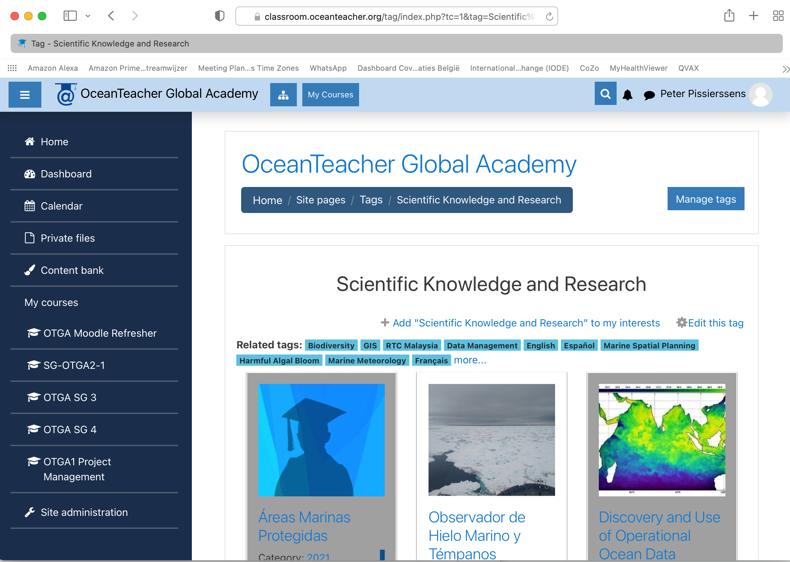 classroom.oceanteacher.org/tag/index.php?tc=1&tag=Scientific%
Tag - Scientific Knowledge and Research
Amazon Alexa Amazon Prime...treamwijzer Meeting Plan...s Time Zones WhatsApp Dashboard Cov...aties België International...hange (IODE) CoZo MyHealthViewer QVAX
OceanTeacher Global Academy My Courses Peter Pissierssens
Home
Dashboard
Calendar
Private files
Content bank
My courses
OTGA Moodle Refresher
SG-OTGA2-1
OTGA SG 3
OTGA SG 4
OTGA1 Project
Management
Site administration
OceanTeacher Global Academy
Home / Site pages / Tags / Scientific Knowledge and Research
Manage tags
Scientific Knowledge and Research
Add "Scientific Knowledge and Research" to my interests Edit this tag
Related tags: Biodiversity GIS RTC Malaysia Data Management English Español Marine Spatial Planning
Harmful Algal Bloom Marine Meteorology Français more...
Áreas Marinas
Protegidas
Category: 2021
Observador de
Hielo Marino y
Témpanos
Discovery and Use
of Operational
Ocean Data